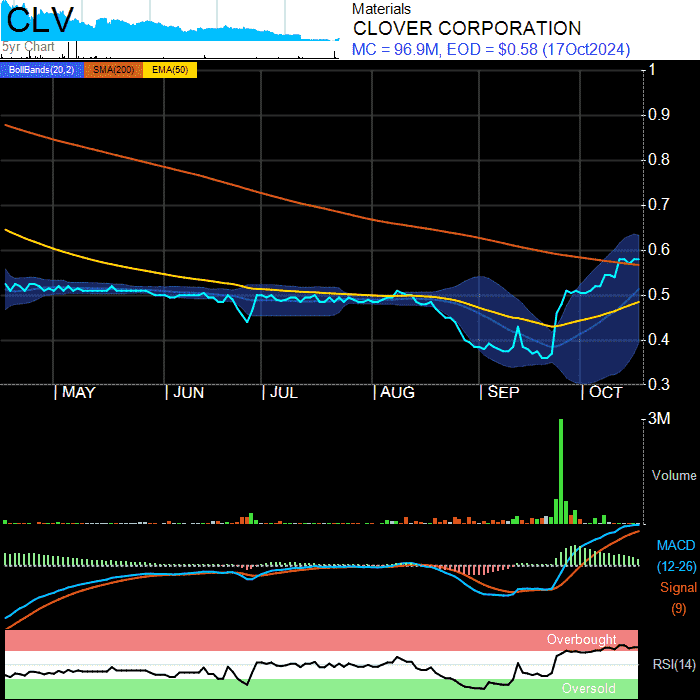 CLV
5yr Chart
Materials
CLOVER CORPORATION
MC = 96.9M, EOD = $0.58 (17Oct2024)
BollBands(20,2) SMA(200) EMA(50)
1
0.9
0.8
0.7
0.6
0.5
0.4
0.3
MAY JUN JUL AUG SEP OCT
3M
Volume
MACD
(12-26)
Signal
(9)
Overbought
RSI(14)
Oversold